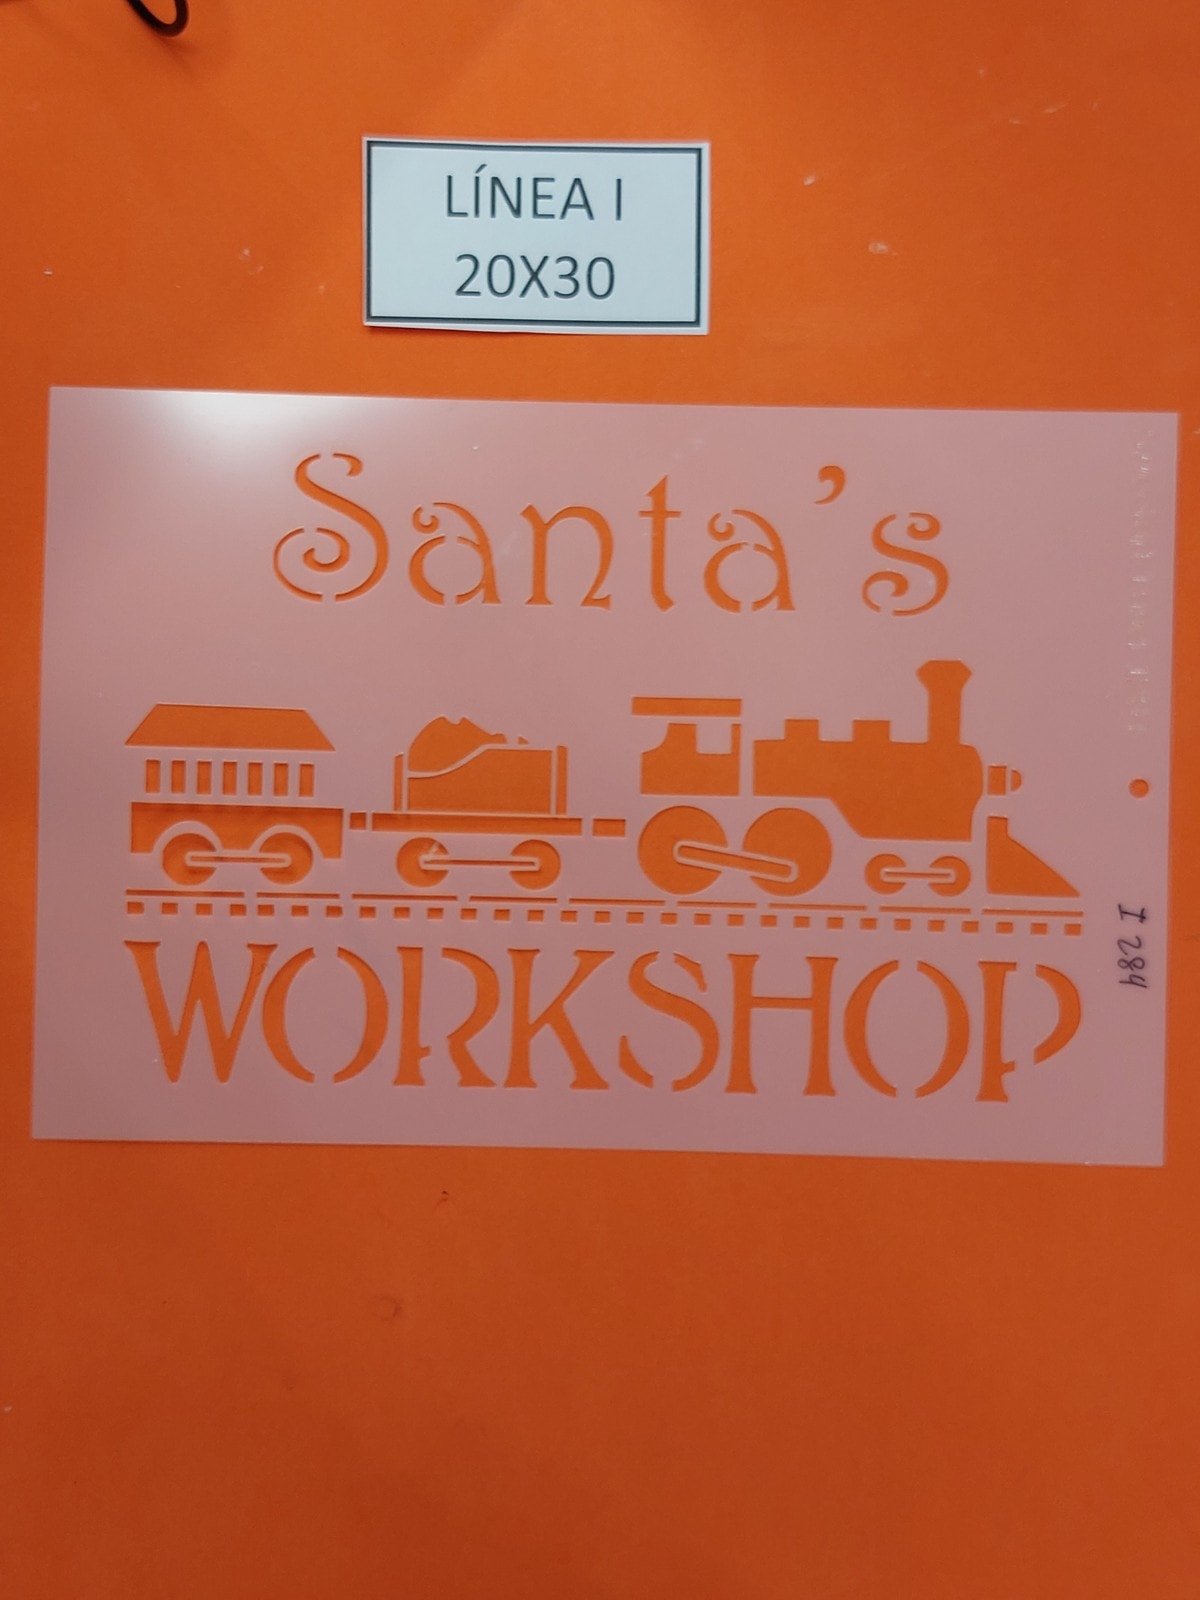 LÍNEA I
20X30
Santa's
WORKSHOP
I 284